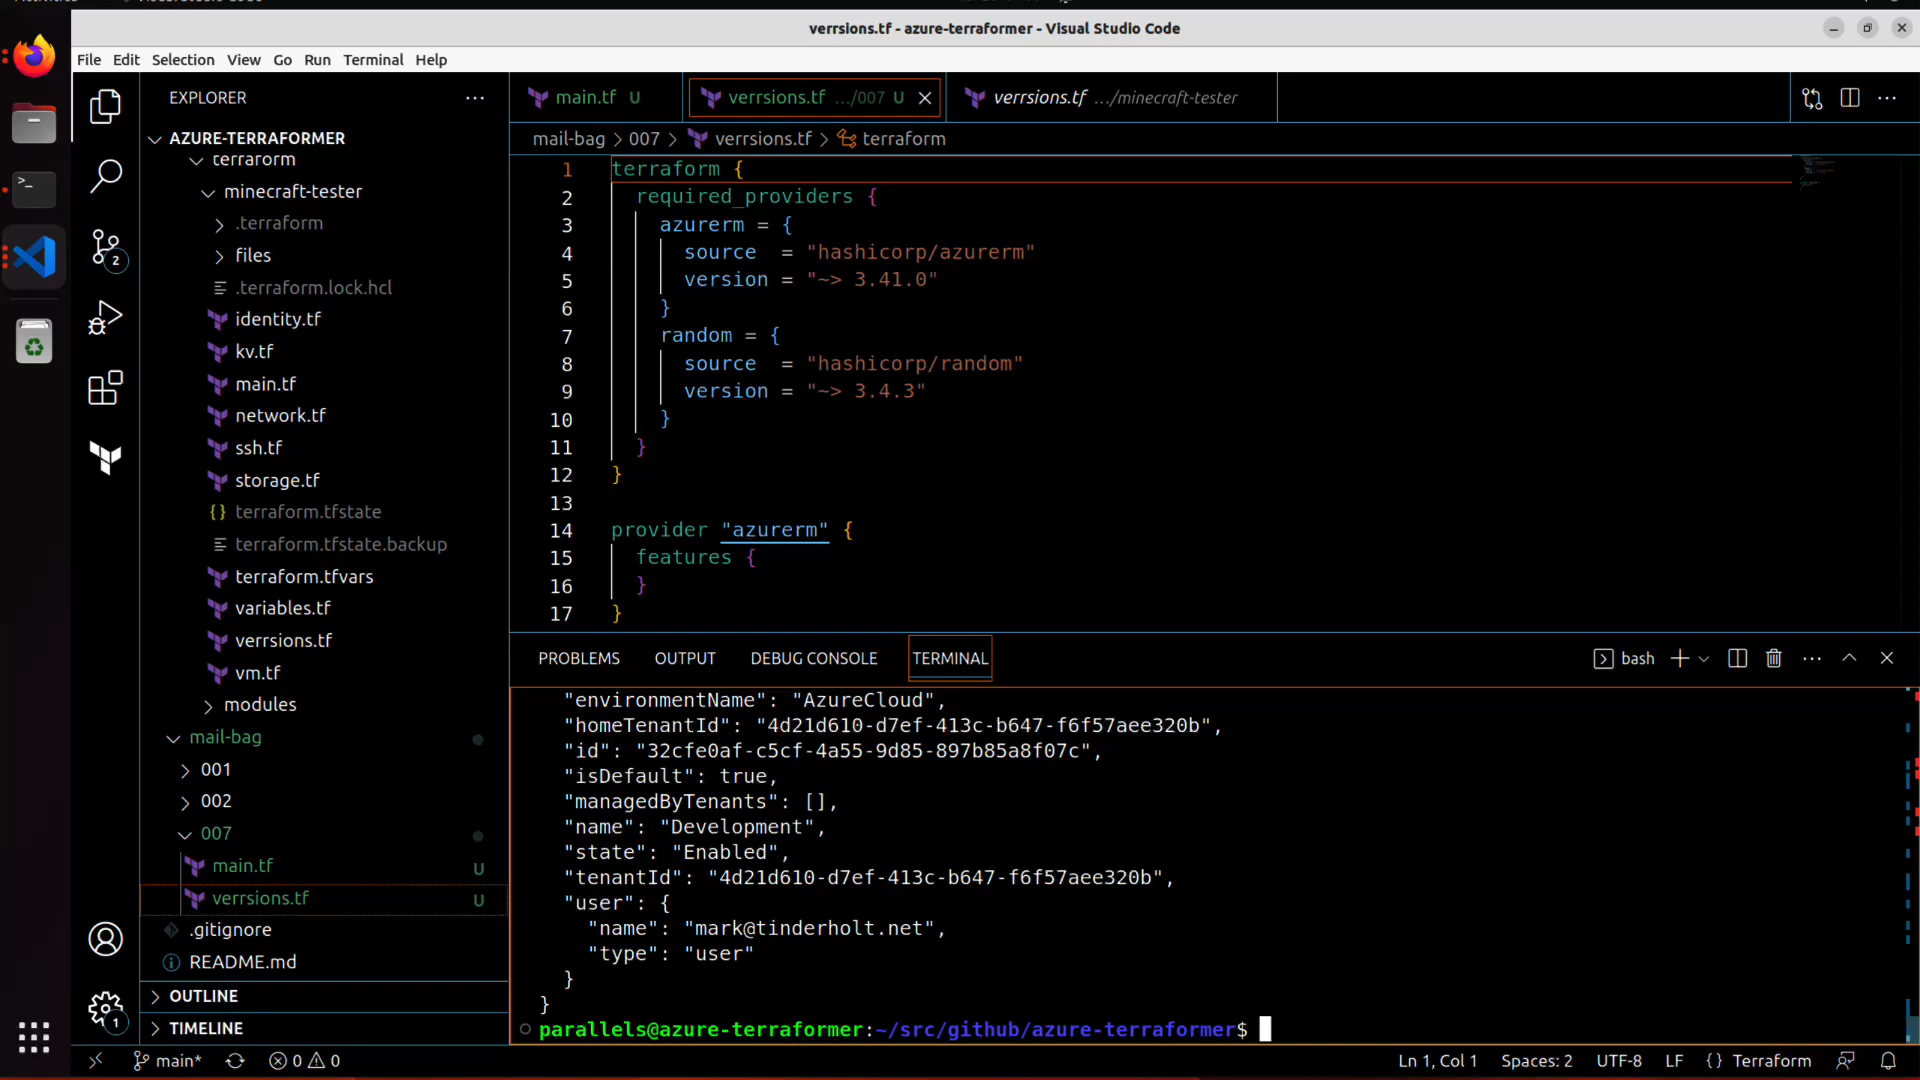 verrsions.tf - azure-terraformer - Visual Studio Code
File Edit Selection View Go Run Terminal Help
EXPLORER
AZURE-TERRAFORMER
terraform
minecraft-tester
.terraform
files
.terraform.lock.hcl
identity.tf
kv.tf
main.tf
network.tf
ssh.tf
storage.tf
terraform.tfstate
terraform.tfstate.backup
terraform.tfvars
variables.tf
verrsions.tf
vm.tf
modules
mail-bag
001
002
007
main.tf U
verrsions.tf U
.gitignore
README.md
OUTLINE
TIMELINE
2
1
main.tf U verrsions.tf .../007 U verrsions.tf .../minecraft-tester
mail-bag > 007 > verrsions.tf > terraform
1 terraform {
2 required_providers {
3 azurerm = {
4 source = "hashicorp/azurerm"
5 version = "~> 3.41.0"
6 }
7 random = {
8 source = "hashicorp/random"
9 version = "~> 3.4.3"
10 }
11 }
12 }
13
14 provider "azurerm" {
15 features {
16 }
17 }
PROBLEMS OUTPUT DEBUG CONSOLE TERMINAL bash
"environmentName": "AzureCloud",
"homeTenantId": "4d21d610-d7ef-413c-b647-f6f57aee320b",
"id": "32cfe0af-c5cf-4a55-9d85-897b85a8f07c",
"isDefault": true,
"managedByTenants": [],
"name": "Development",
"state": "Enabled",
"tenantId": "4d21d610-d7ef-413c-b647-f6f57aee320b",
"user": {
"name": "mark@tinderholt.net",
"type": "user"
}
}
parallels@azure-terraformer:~/src/github/azure-terraformer$
main* 0 0 Ln 1, Col 1 Spaces: 2 UTF-8 LF {} Terraform